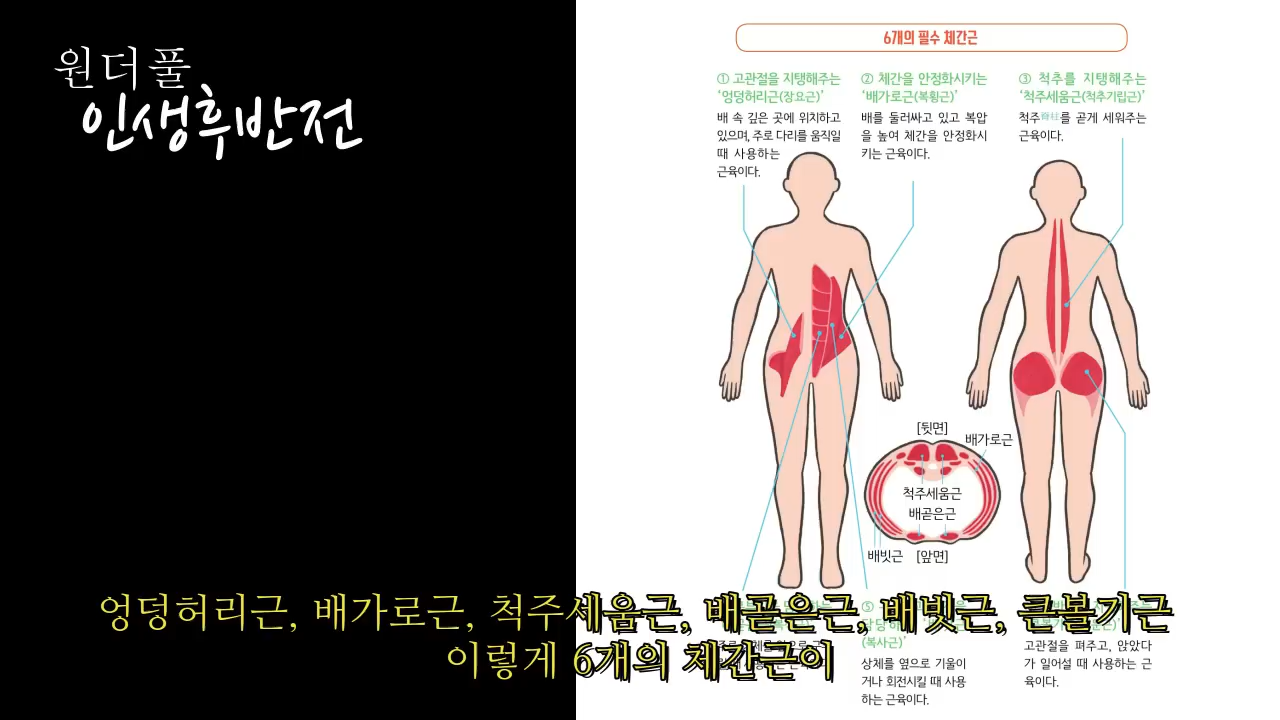 원더풀
인생후반전
6개의 필수 체간근
① 고관절을 지탱해주는
‘엉덩허리근(장요근)’
배 속 깊은 곳에 위치하고
있으며, 주로 다리를 움직일
때 사용하는
근육이다.
② 체간을 안정화시키는
‘배가로근(복횡근)’
배를 둘러싸고 있고 복압
을 높여 체간을 안정화시
키는 근육이다.
③ 척추를 지탱해주는
‘척주세움근(척추기립근)’
척주脊柱를 곧게 세워주는
근육이다.
[뒷면]
배가로근
척주세움근
배곧은근
배빗근
[앞면]
⑤
(복사근)’
상체를 옆으로 기울이
거나 회전시킬 때 사용
하는 근육이다.
고관절을 펴주고, 앉았다
가 일어설 때 사용하는 근
육이다.
엉덩허리근, 배가로근, 척주세움근, 배곧은근, 배빗근, 큰볼기근
이렇게 6개의 체간근이